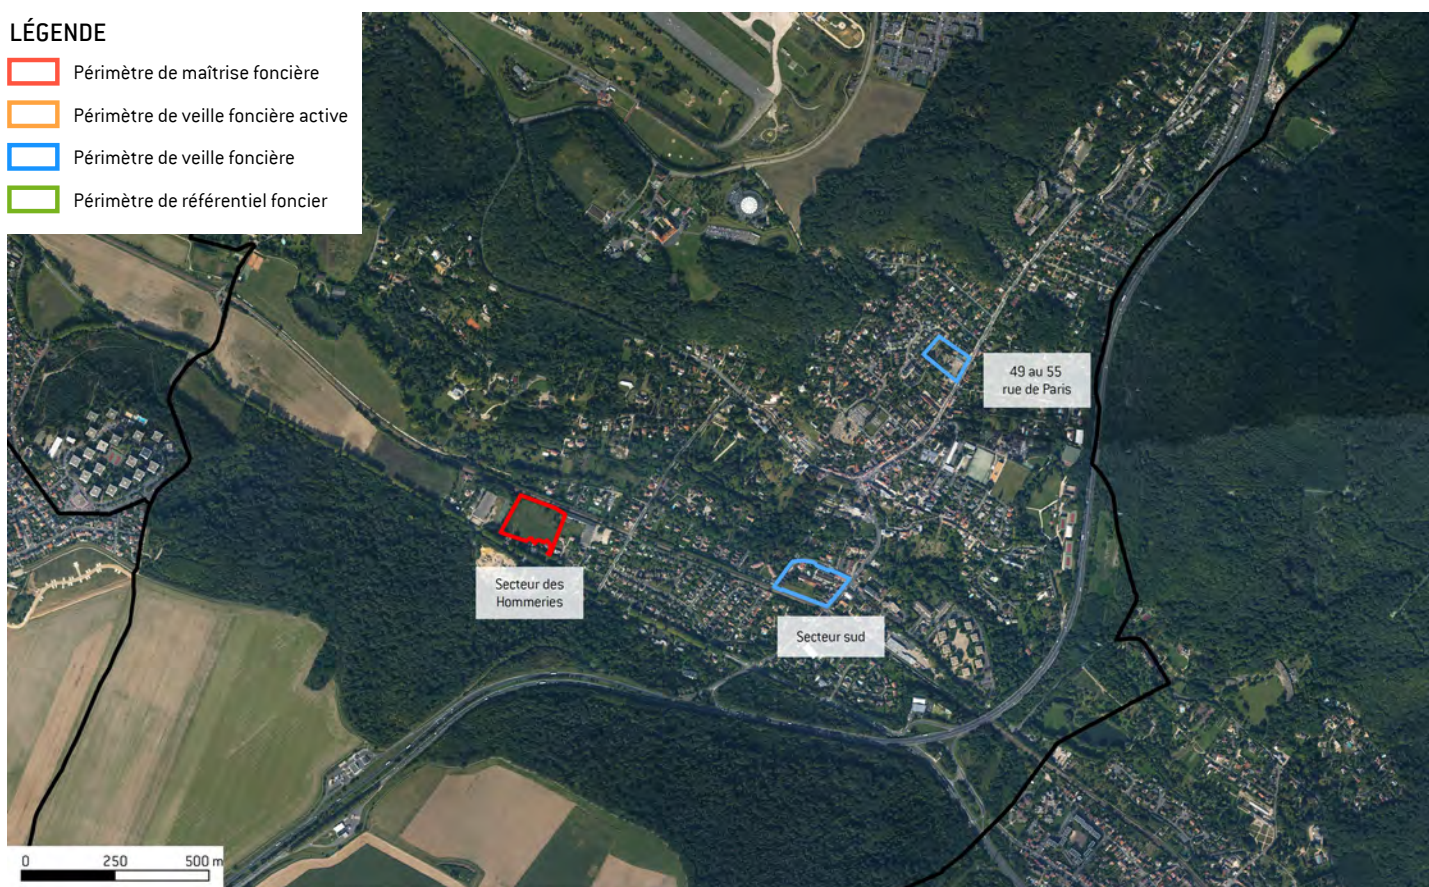 LÉGENDE
Périmètre de maîtrise foncière
Périmètre de veille foncière active
Périmètre de veille foncière
Périmètre de référentiel foncier
49 au 55
rue de Paris
Secteur des
Hommeries
Secteur sud
0 250 500 m